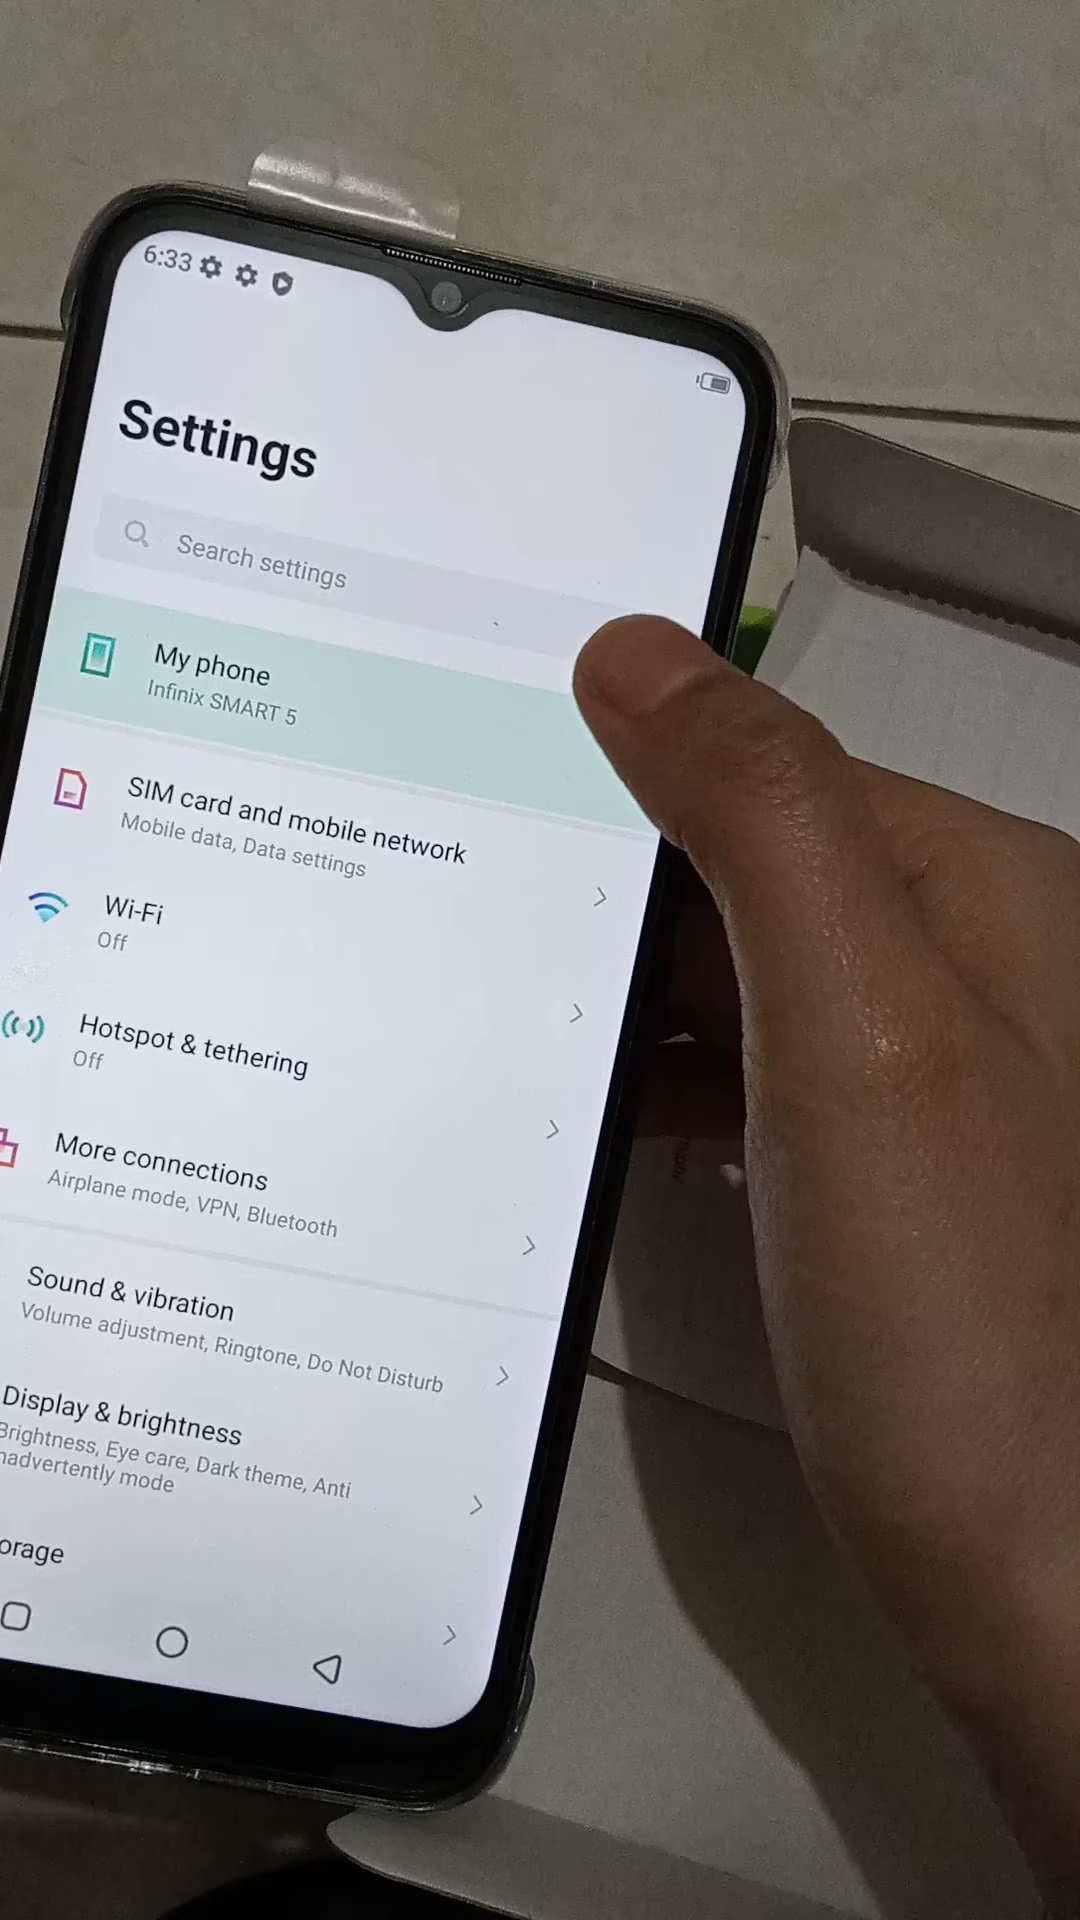 6:33
Settings
Search settings
My phone
Infinix SMART 5
SIM card and mobile network
Mobile data, Data settings
Wi-Fi
Off
Hotspot & tethering
Off
More connections
Airplane mode, VPN, Bluetooth
Sound & vibration
Volume adjustment, Ringtone, Do Not Disturb
Display & brightness
Brightness, Eye care, Dark theme, Anti
nadvertently mode
orage